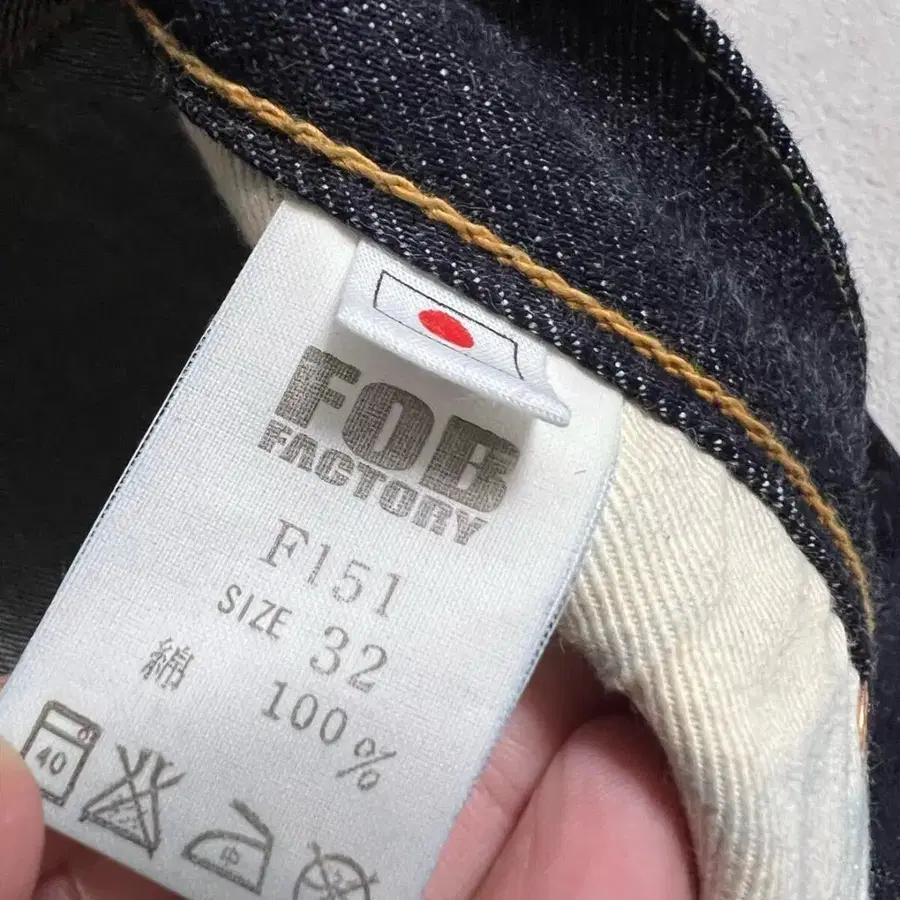 FOB
FACTORY
F151
SIZE 32
綿 100%
40
中